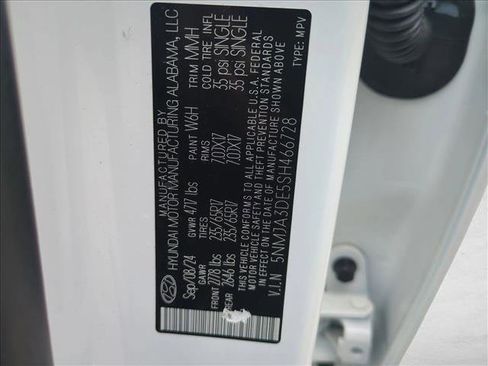 MANUFACTURED BY
HYUNDAI MOTOR MANUFACTURING ALABAMA, LLC
Sep/08/24 GVWR 4717 lbs PAINT W6H TRIM MMH
GAWR TIRES RIMS COLD TIRE INFL
FRONT 2778 lbs 235/65R17 7.0JX17 35 psi SINGLE
REAR 2646 lbs 235/65R17 7.0JX17 35 psi SINGLE
THIS VEHICLE CONFORMS TO ALL APPLICABLE U.S.A. FEDERAL
MOTOR VEHICLE SAFETY AND THEFT PREVENTION STANDARDS
IN EFFECT ON THE DATE OF MANUFACTURE SHOWN ABOVE
V.I.N 5NMJA3DE5SH466728 TYPE: MPV